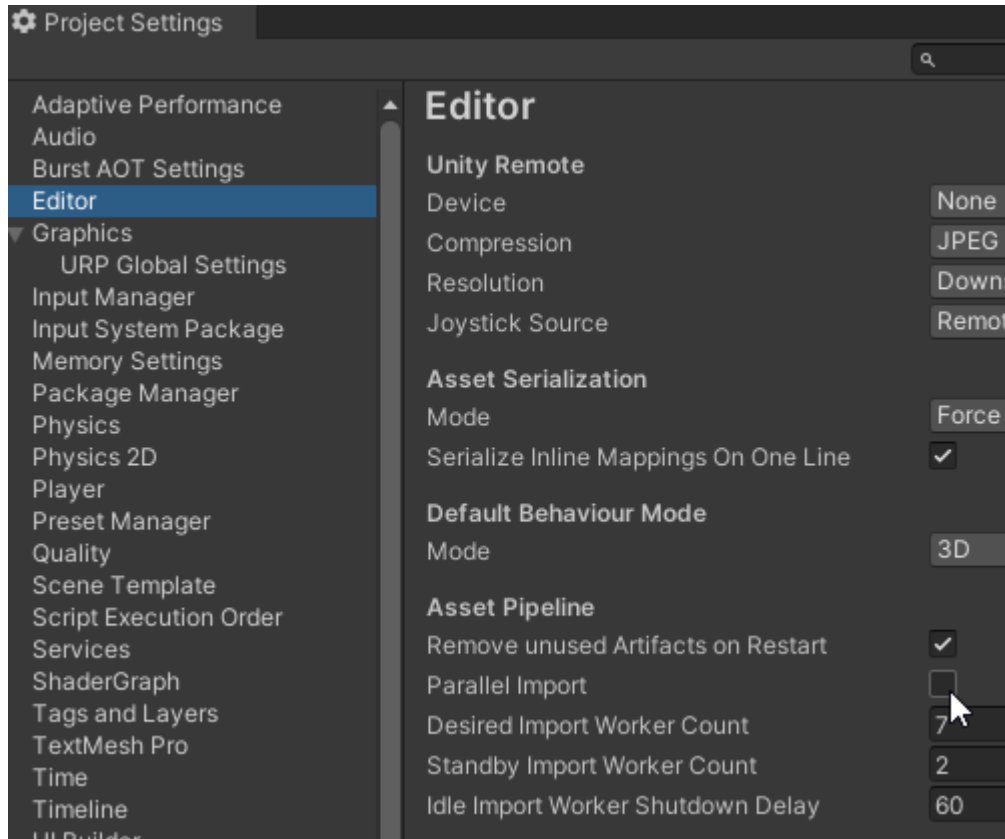 Project Settings
Adaptive Performance
Audio
Burst AOT Settings
Editor
Graphics
URP Global Settings
Input Manager
Input System Package
Memory Settings
Package Manager
Physics
Physics 2D
Player
Preset Manager
Quality
Scene Template
Script Execution Order
Services
ShaderGraph
Tags and Layers
TextMesh Pro
Time
Timeline
UI Builder
Editor
Unity Remote
Device None
Compression JPEG
Resolution Downs
Joystick Source Remot
Asset Serialization
Mode Force
Serialize Inline Mappings On One Line
Default Behaviour Mode
Mode 3D
Asset Pipeline
Remove unused Artifacts on Restart
Parallel Import
Desired Import Worker Count 7
Standby Import Worker Count 2
Idle Import Worker Shutdown Delay 60